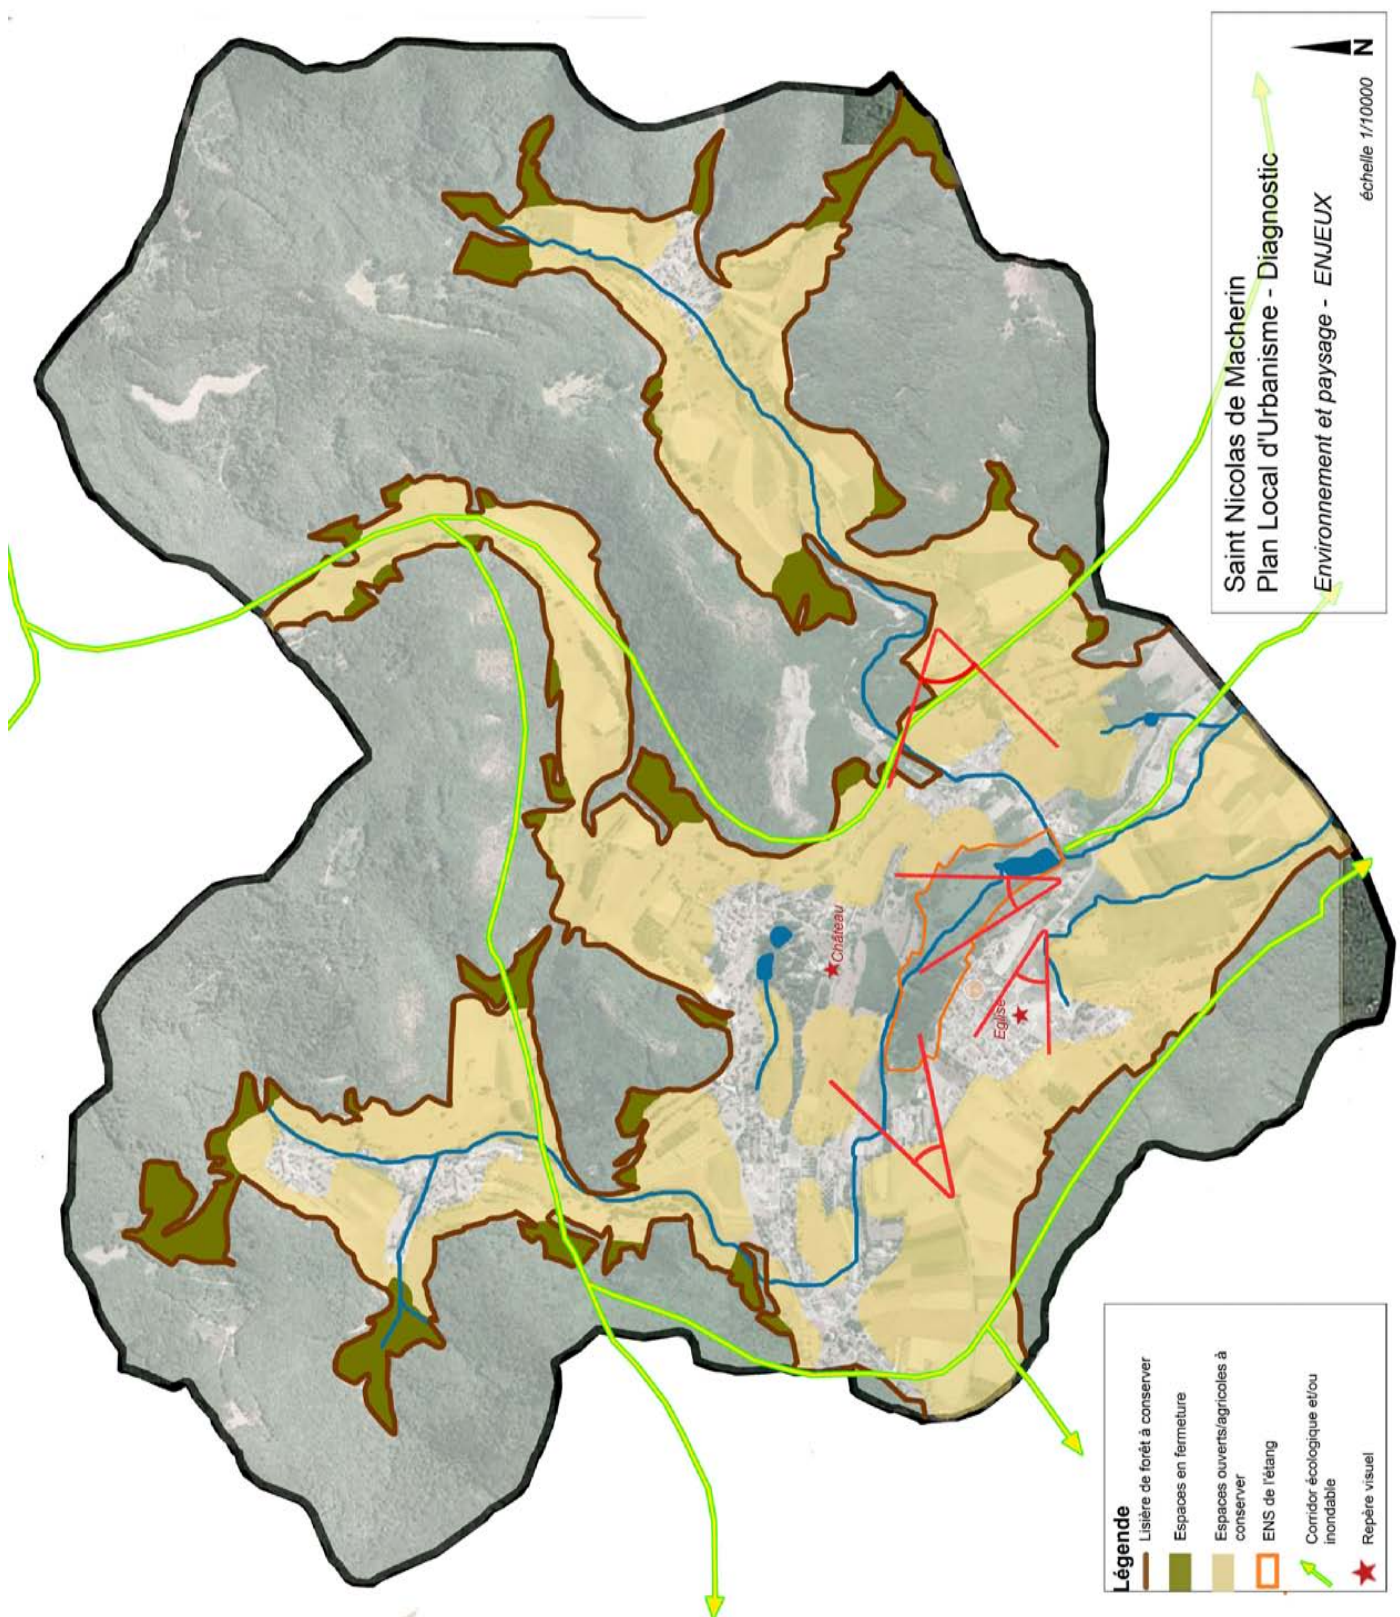 Saint Nicolas de Macherin
Plan Local d'Urbanisme - Diagnostic
Environnement et paysage - ENJEUX
N
échelle 1/10000
Château
Eglise
Légende
Lisière de forêt à conserver
Espaces en fermeture
Espaces ouverts/agricoles à
conserver
ENS de l'étang
Corridor écologique et/ou
inondable
Repère visuel